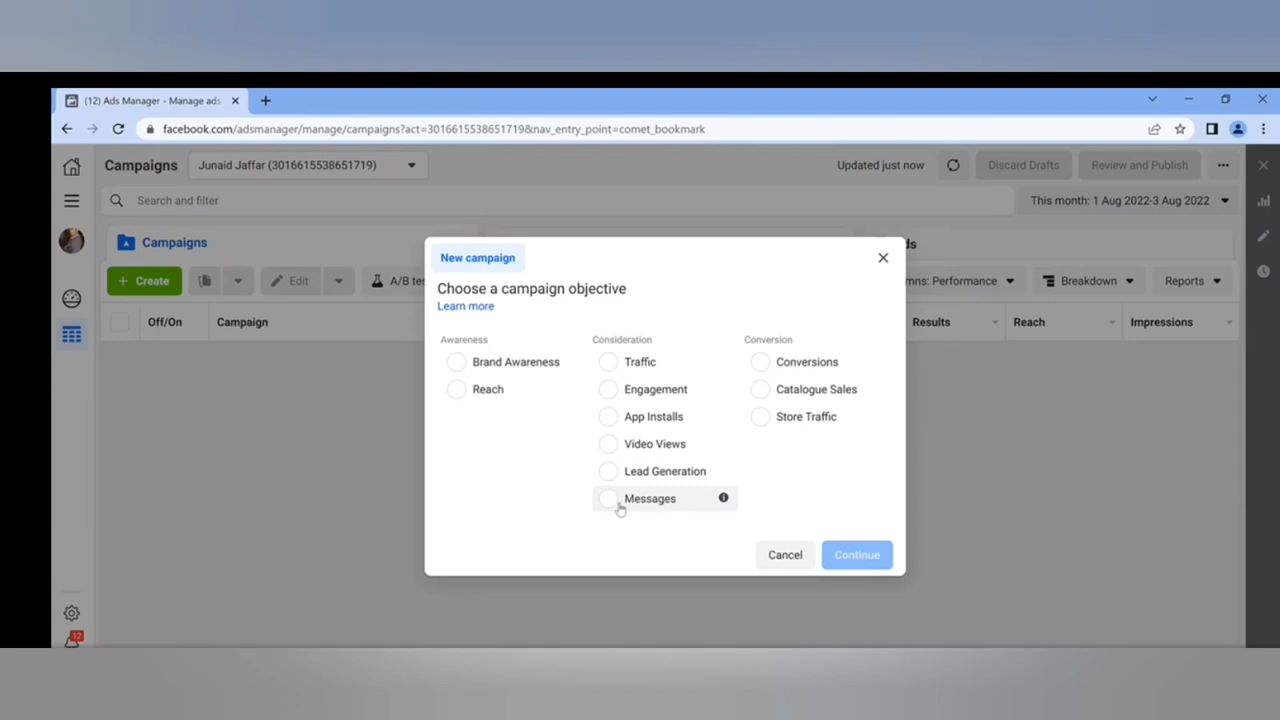 (12) Ads Manager - Manage ads
facebook.com/adsmanager/manage/campaigns?act=3016615538651719&nav_entry_point=comet_bookmark
Campaigns
Junaid Jaffar (3016615538651719)
Updated just now
Discard Drafts
Review and Publish
Search and filter
This month: 1 Aug 2022-3 Aug 2022
Campaigns
ds
+ Create
Edit
A/B tes
mns: Performance
Breakdown
Reports
Off/On
Campaign
Results
Reach
Impressions
New campaign
Choose a campaign objective
Learn more
Awareness
Brand Awareness
Reach
Consideration
Traffic
Engagement
App Installs
Video Views
Lead Generation
Messages
Conversion
Conversions
Catalogue Sales
Store Traffic
Cancel
Continue
12